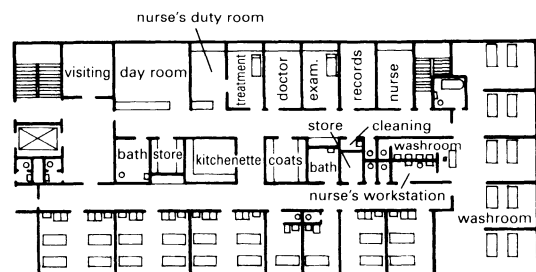 nurse's duty room
visiting
day room
treatment
doctor
exam.
records
nurse
store
cleaning
bath
store
kitchenette
coats
bath
washroom
nurse's workstation
washroom